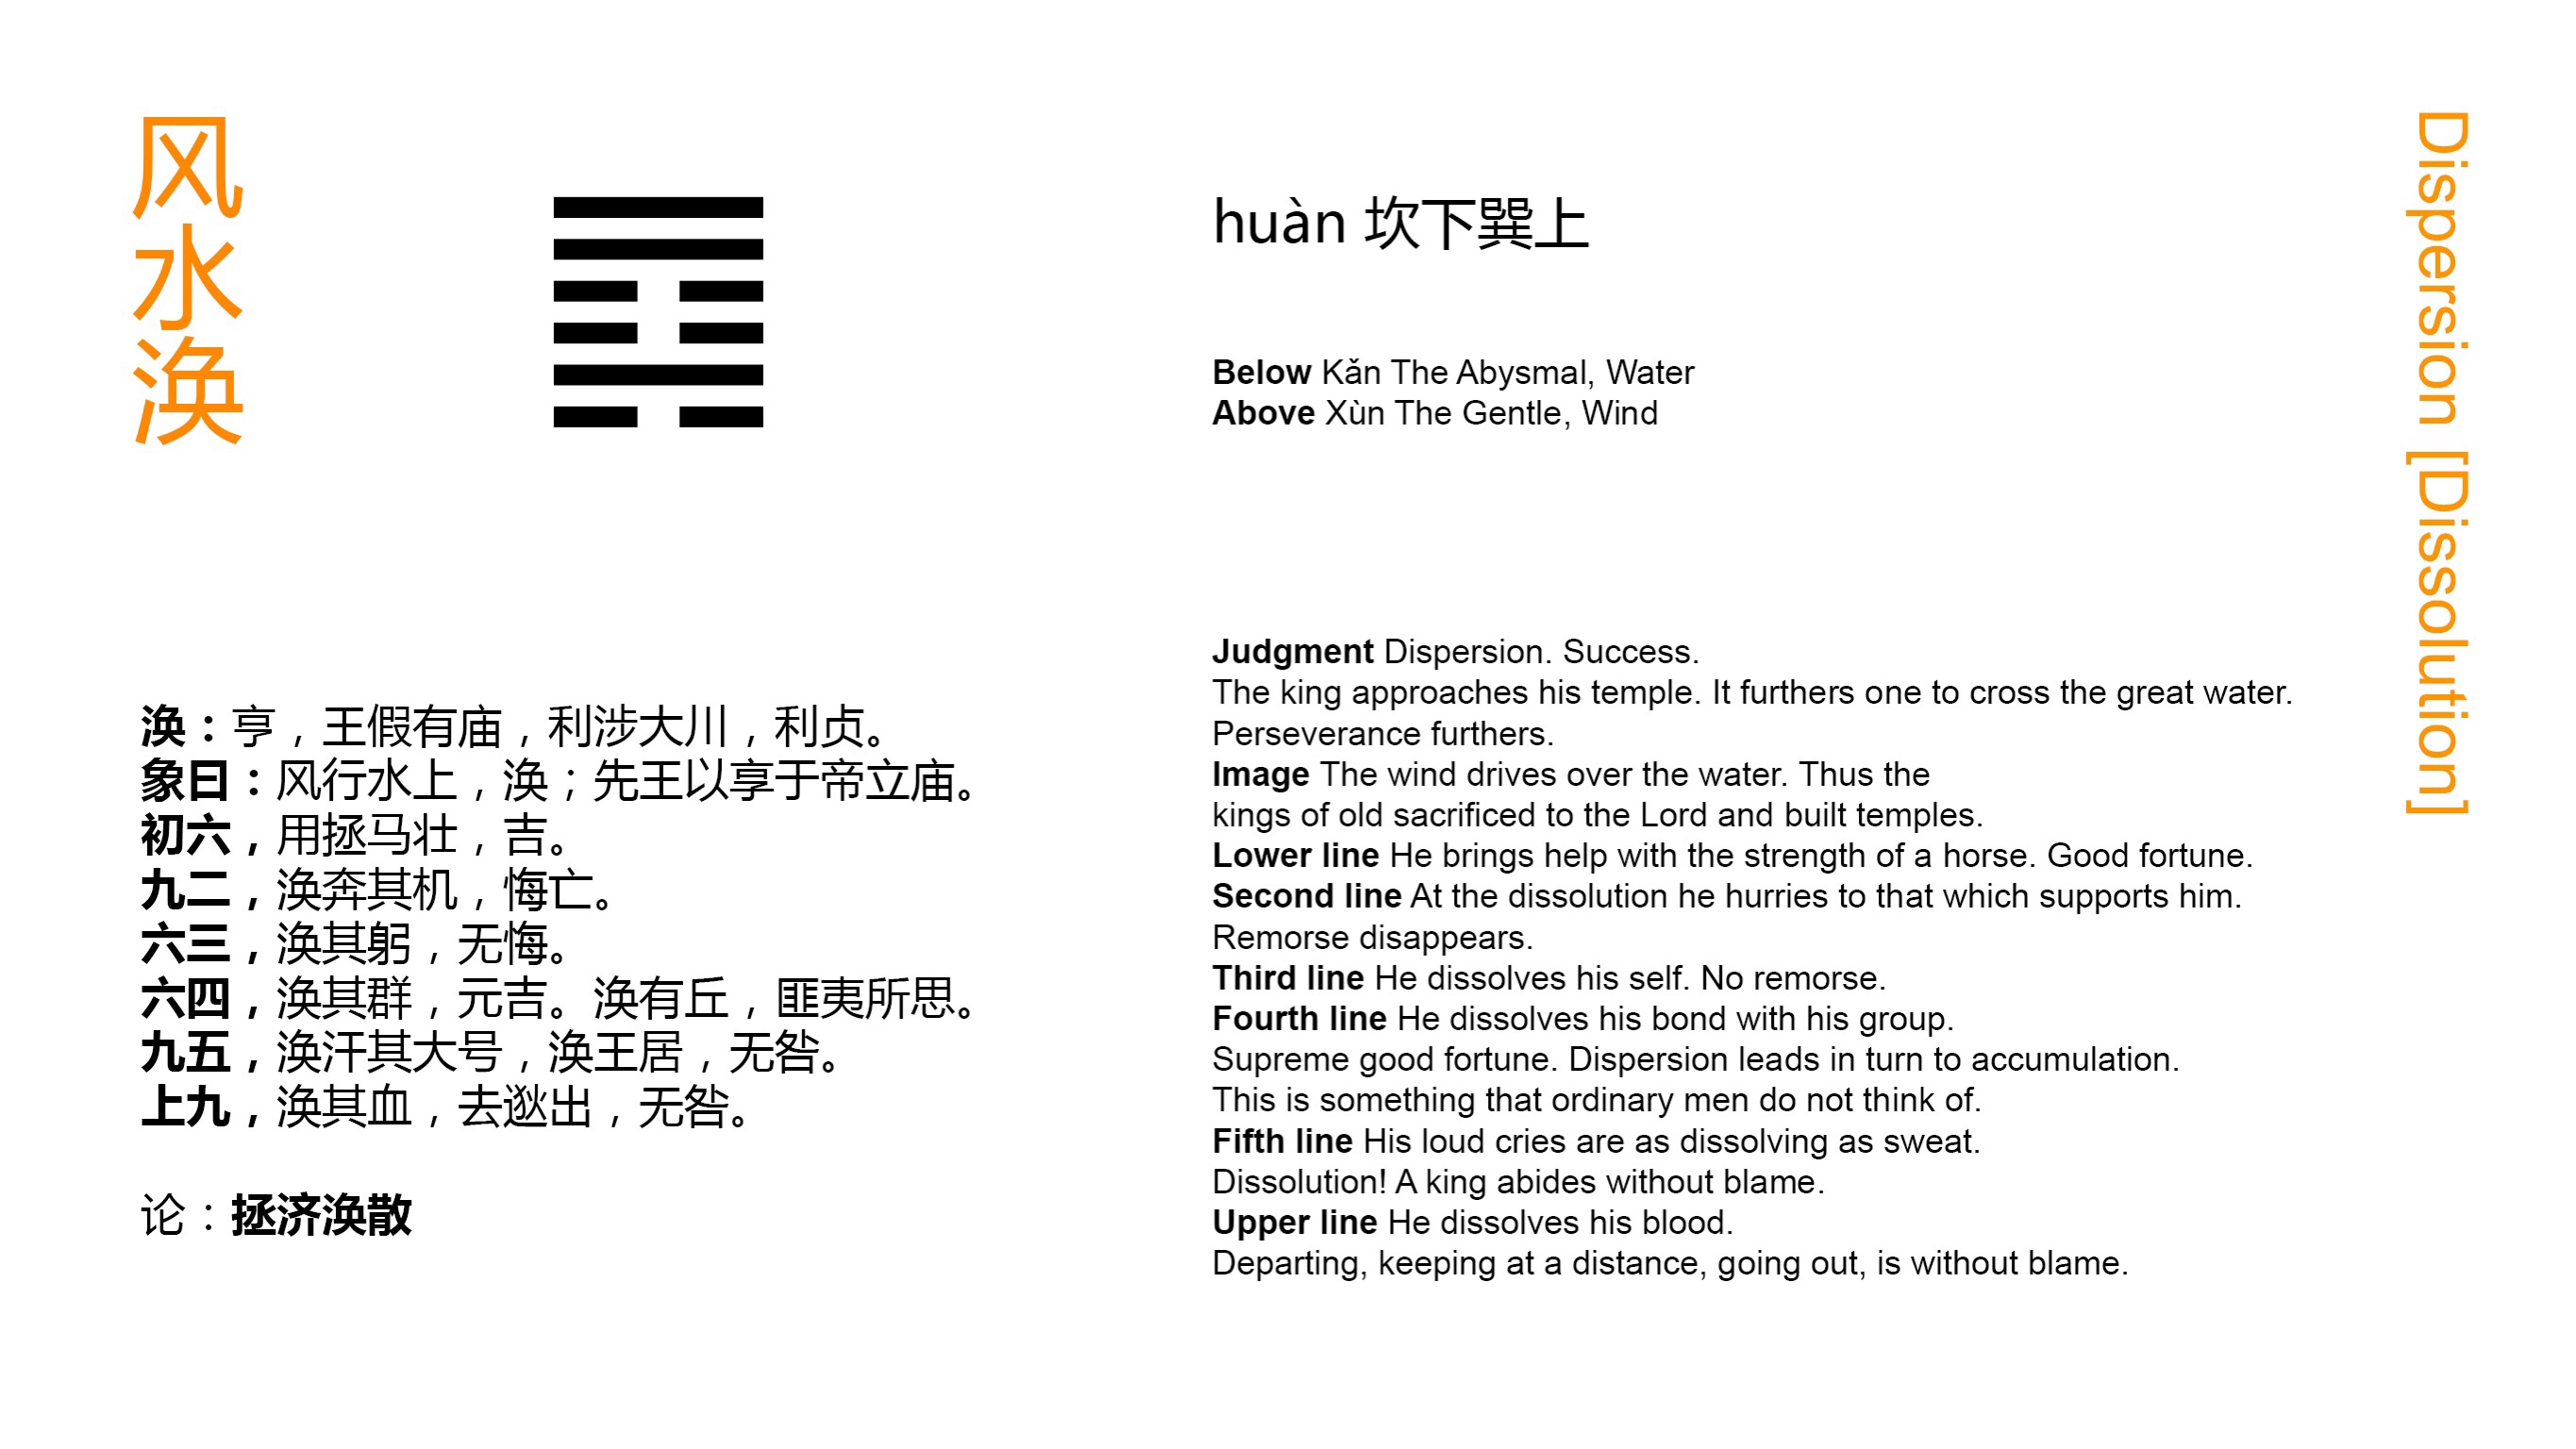 风水涣
huàn 坎下巽上
Below Kǎn The Abysmal, Water
Above Xùn The Gentle, Wind
Dispersion [Dissolution]
涣：亨，王假有庙，利涉大川，利贞。
象曰：风行水上，涣；先王以享于帝立庙。
初六，用拯马壮，吉。
九二，涣奔其机，悔亡。
六三，涣其躬，无悔。
六四，涣其群，元吉。涣有丘，匪夷所思。
九五，涣汗其大号，涣王居，无咎。
上九，涣其血，去逖出，无咎。
论：拯济涣散
Judgment Dispersion. Success.
The king approaches his temple. It furthers one to cross the great water.
Perseverance furthers.
Image The wind drives over the water. Thus the
kings of old sacrificed to the Lord and built temples.
Lower line He brings help with the strength of a horse. Good fortune.
Second line At the dissolution he hurries to that which supports him.
Remorse disappears.
Third line He dissolves his self. No remorse.
Fourth line He dissolves his bond with his group.
Supreme good fortune. Dispersion leads in turn to accumulation.
This is something that ordinary men do not think of.
Fifth line His loud cries are as dissolving as sweat.
Dissolution! A king abides without blame.
Upper line He dissolves his blood.
Departing, keeping at a distance, going out, is without blame.